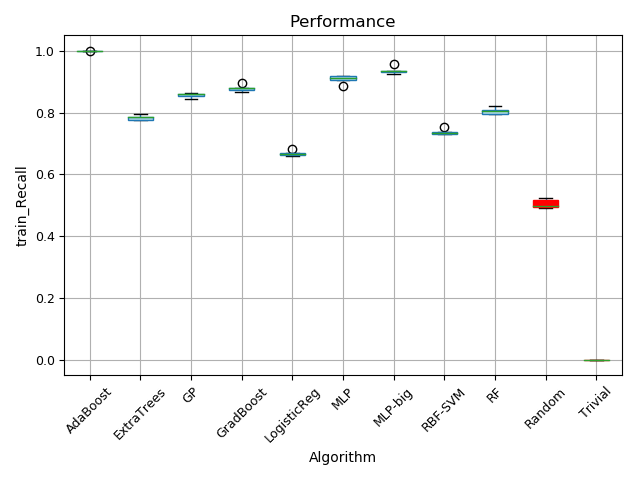 Performance
train_Recall
1.0
0.8
0.6
0.4
0.2
0.0
AdaBoost
ExtraTrees
GP
GradBoost
LogisticReg
MLP
MLP-big
RBF-SVM
RF
Random
Trivial
Algorithm